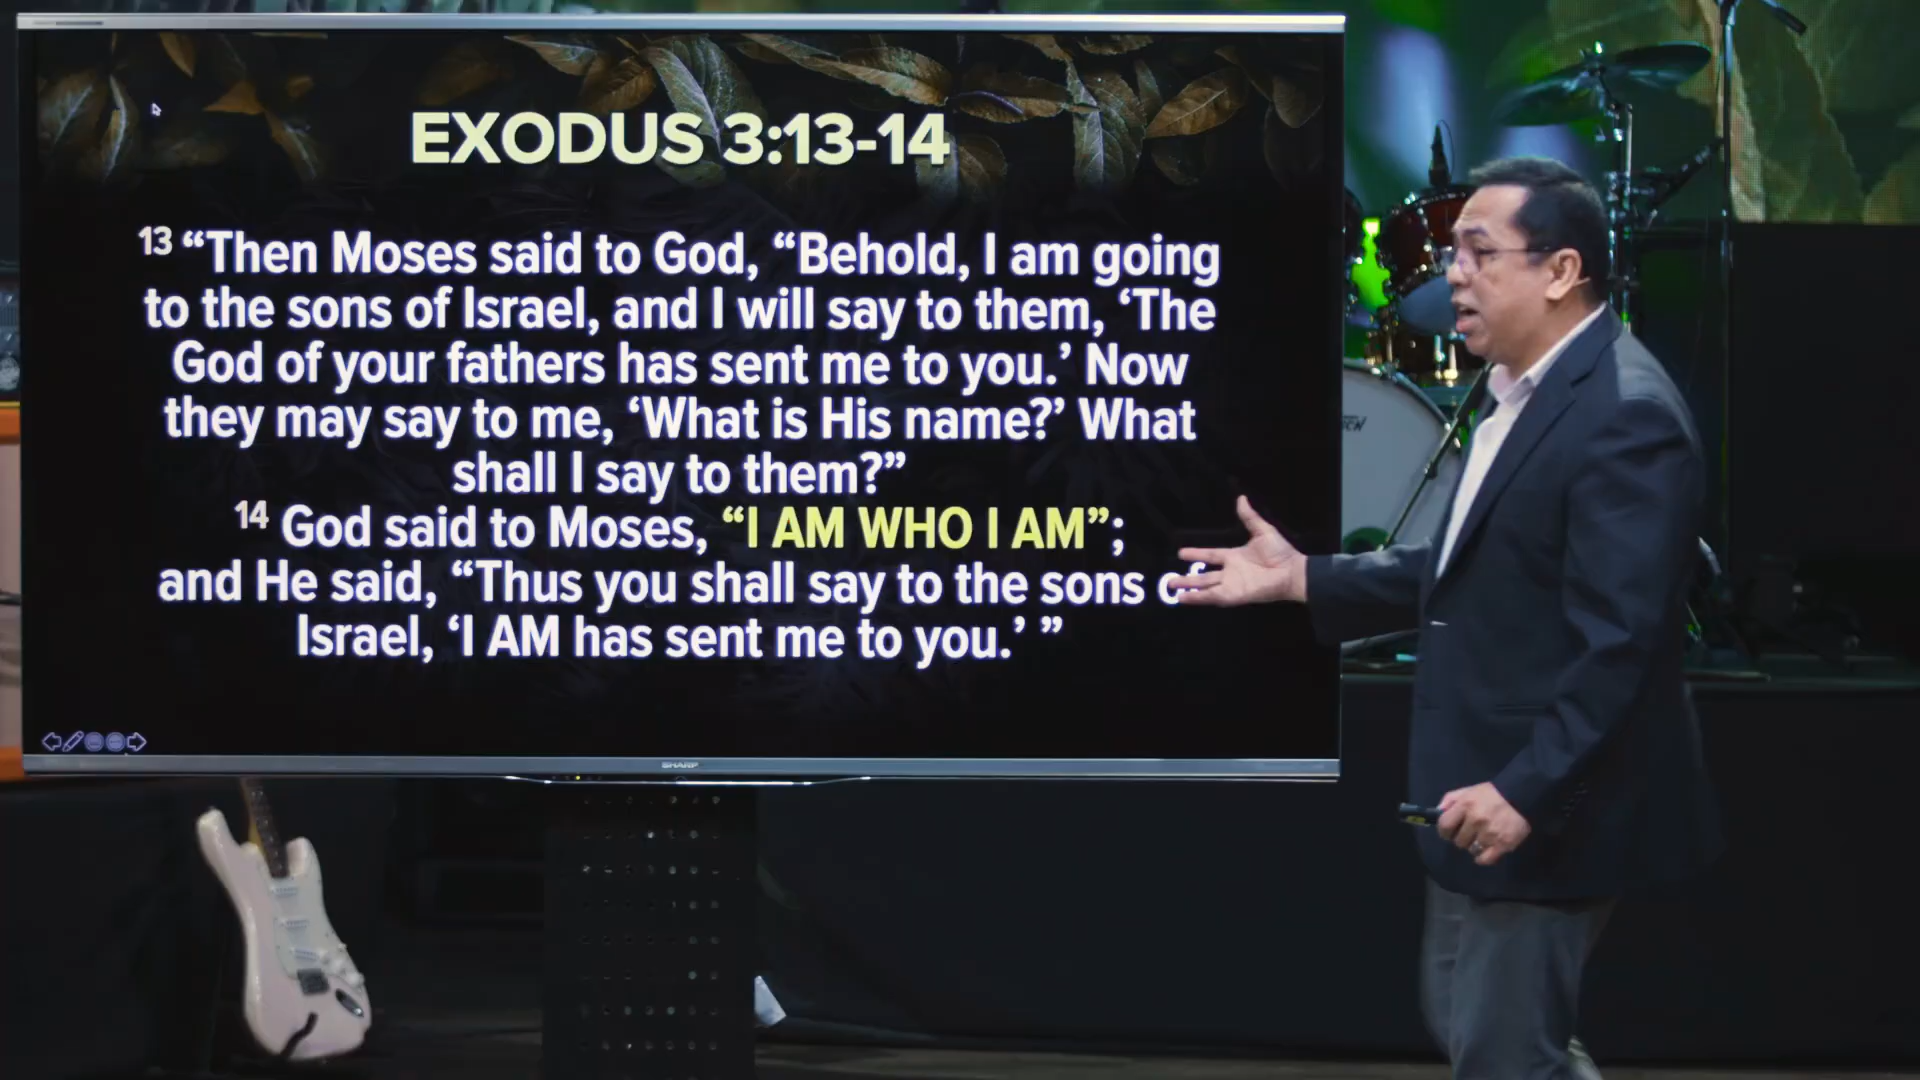 EXODUS 3:13-14
13 “Then Moses said to God, “Behold, I am going
to the sons of Israel, and I will say to them, ‘The
God of your fathers has sent me to you.’ Now
they may say to me, ‘What is His name?’ What
shall I say to them?”
14 God said to Moses, “I AM WHO I AM”;
and He said, “Thus you shall say to the sons of
Israel, ‘I AM has sent me to you.’ ”
SHARP